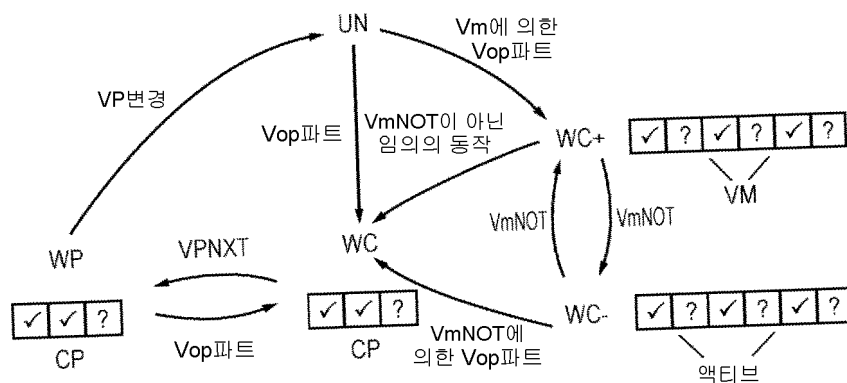 UN
Vm에 의한
Vop파트
VP변경
Vop파트
VmNOT이 아닌
임의의 동작
WC+
✓ ? ✓ ? ✓ ?
VM
VmNOT
VmNOT
WP
VPNXT
WC
✓ ✓ ?
CP
Vop파트
✓ ✓ ?
CP
VmNOT에
의한 Vop파트
WC-
✓ ? ✓ ? ✓ ?
액티브